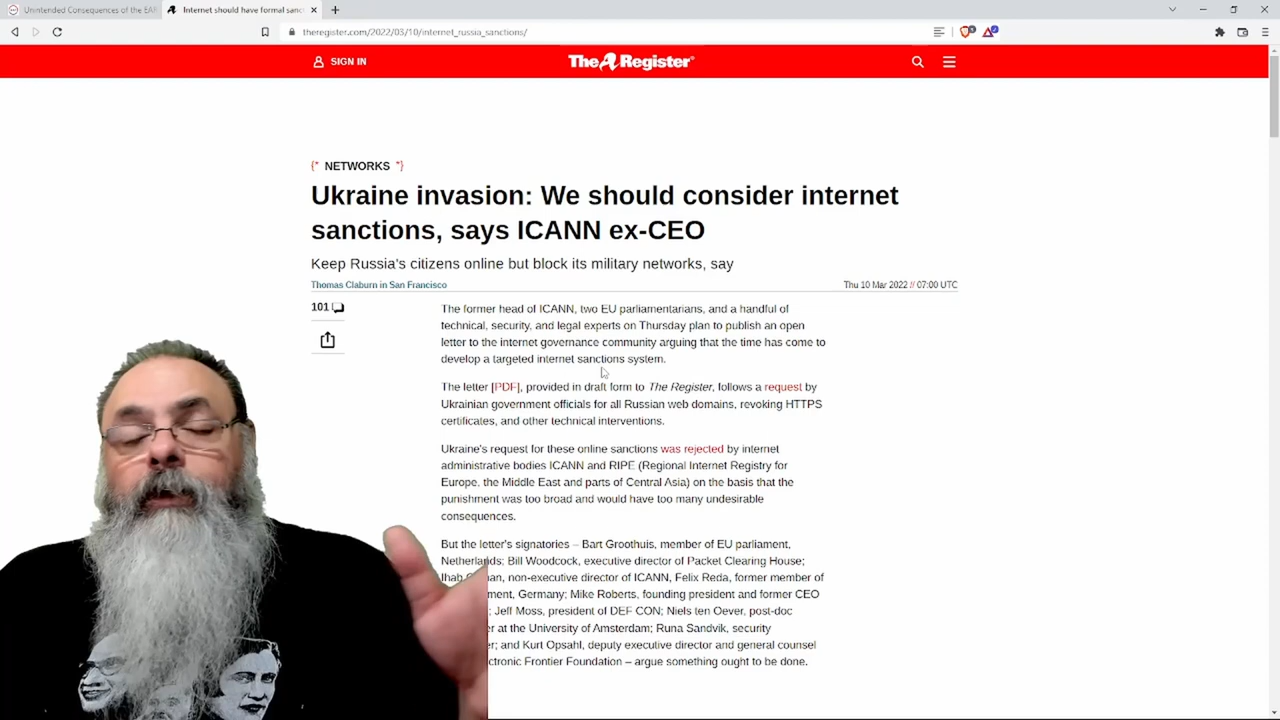 Unintended Consequences of the EAR
Internet should have formal sanc
theregister.com/2022/03/10/internet_russia_sanctions/
SIGN IN
The Register
{* NETWORKS *}
Ukraine invasion: We should consider internet
sanctions, says ICANN ex-CEO
Keep Russia's citizens online but block its military networks, say
Thomas Claburn in San Francisco
Thu 10 Mar 2022 // 07:00 UTC
101
The former head of ICANN, two EU parliamentarians, and a handful of
technical, security, and legal experts on Thursday plan to publish an open
letter to the internet governance community arguing that the time has come to
develop a targeted internet sanctions system.
The letter [PDF], provided in draft form to The Register, follows a request by
Ukrainian government officials for all Russian web domains, revoking HTTPS
certificates, and other technical interventions.
Ukraine's request for these online sanctions was rejected by internet
administrative bodies ICANN and RIPE (Regional Internet Registry for
Europe, the Middle East and parts of Central Asia) on the basis that the
punishment was too broad and would have too many undesirable
consequences.
But the letter's signatories – Bart Groothuis, member of EU parliament,
Netherlands; Bill Woodcock, executive director of Packet Clearing House;
Ihab, non-executive director of ICANN, Felix Reda, former member of
ment, Germany; Mike Roberts, founding president and former CEO
; Jeff Moss, president of DEF CON; Niels ten Oever, post-doc
er at the University of Amsterdam; Runa Sandvik, security
er; and Kurt Opsahl, deputy executive director and general counsel
ctronic Frontier Foundation – argue something ought to be done.